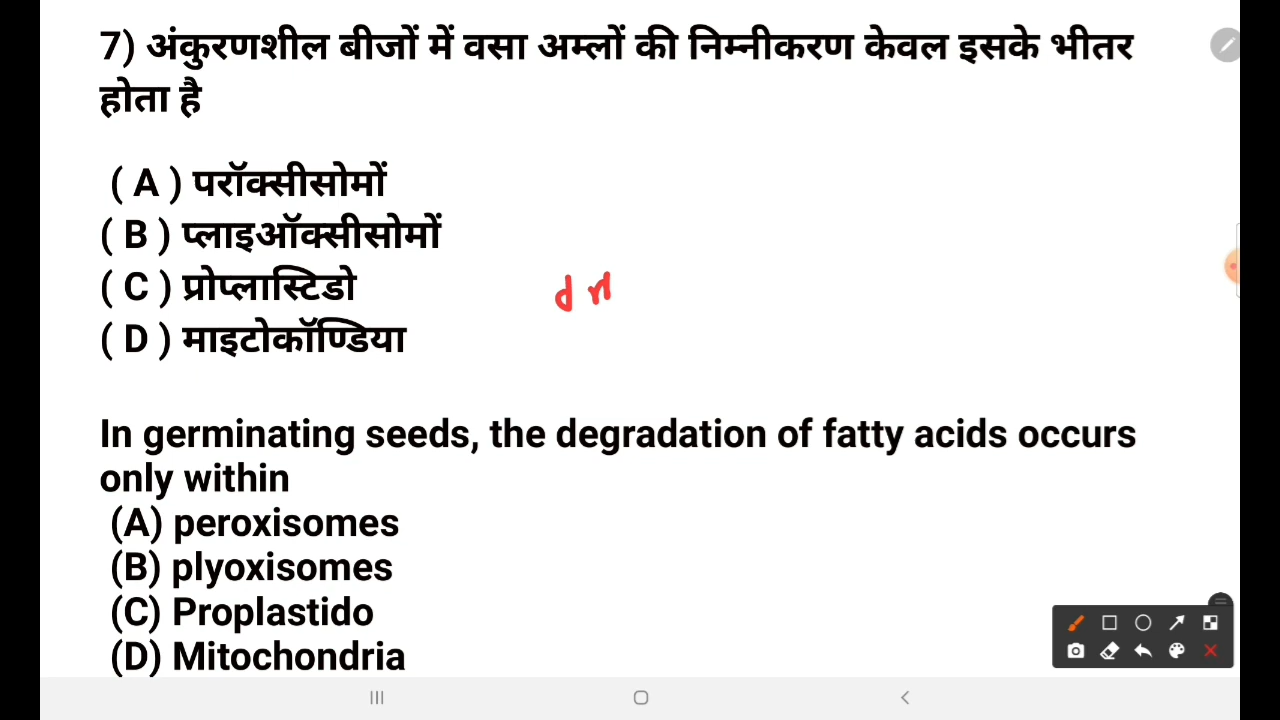 7) अंकुरणशील बीजों में वसा अम्लों की निम्नीकरण केवल इसके भीतर
होता है
( A ) परॉक्सीसोमों
( B ) प्लाइऑक्सीसोमों
( C ) प्रोप्लास्टिडो
( D ) माइटोकॉण्डिया
In germinating seeds, the degradation of fatty acids occurs
only within
(A) peroxisomes
(B) plyoxisomes
(C) Proplastido
(D) Mitochondria